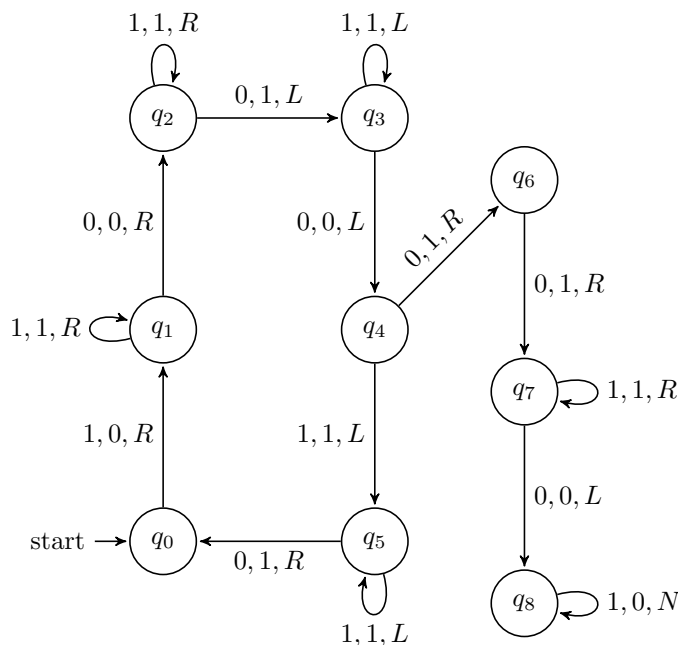 1, 1, R
1, 1, L
0, 1, L
q2
q3
q6
0, 0, R
0, 0, L
0, 1, R
0, 1, R
1, 1, R
q1
q4
q7
1, 1, R
1, 0, R
1, 1, L
0, 0, L
start
q0
q5
0, 1, R
q8
1, 0, N
1, 1, L